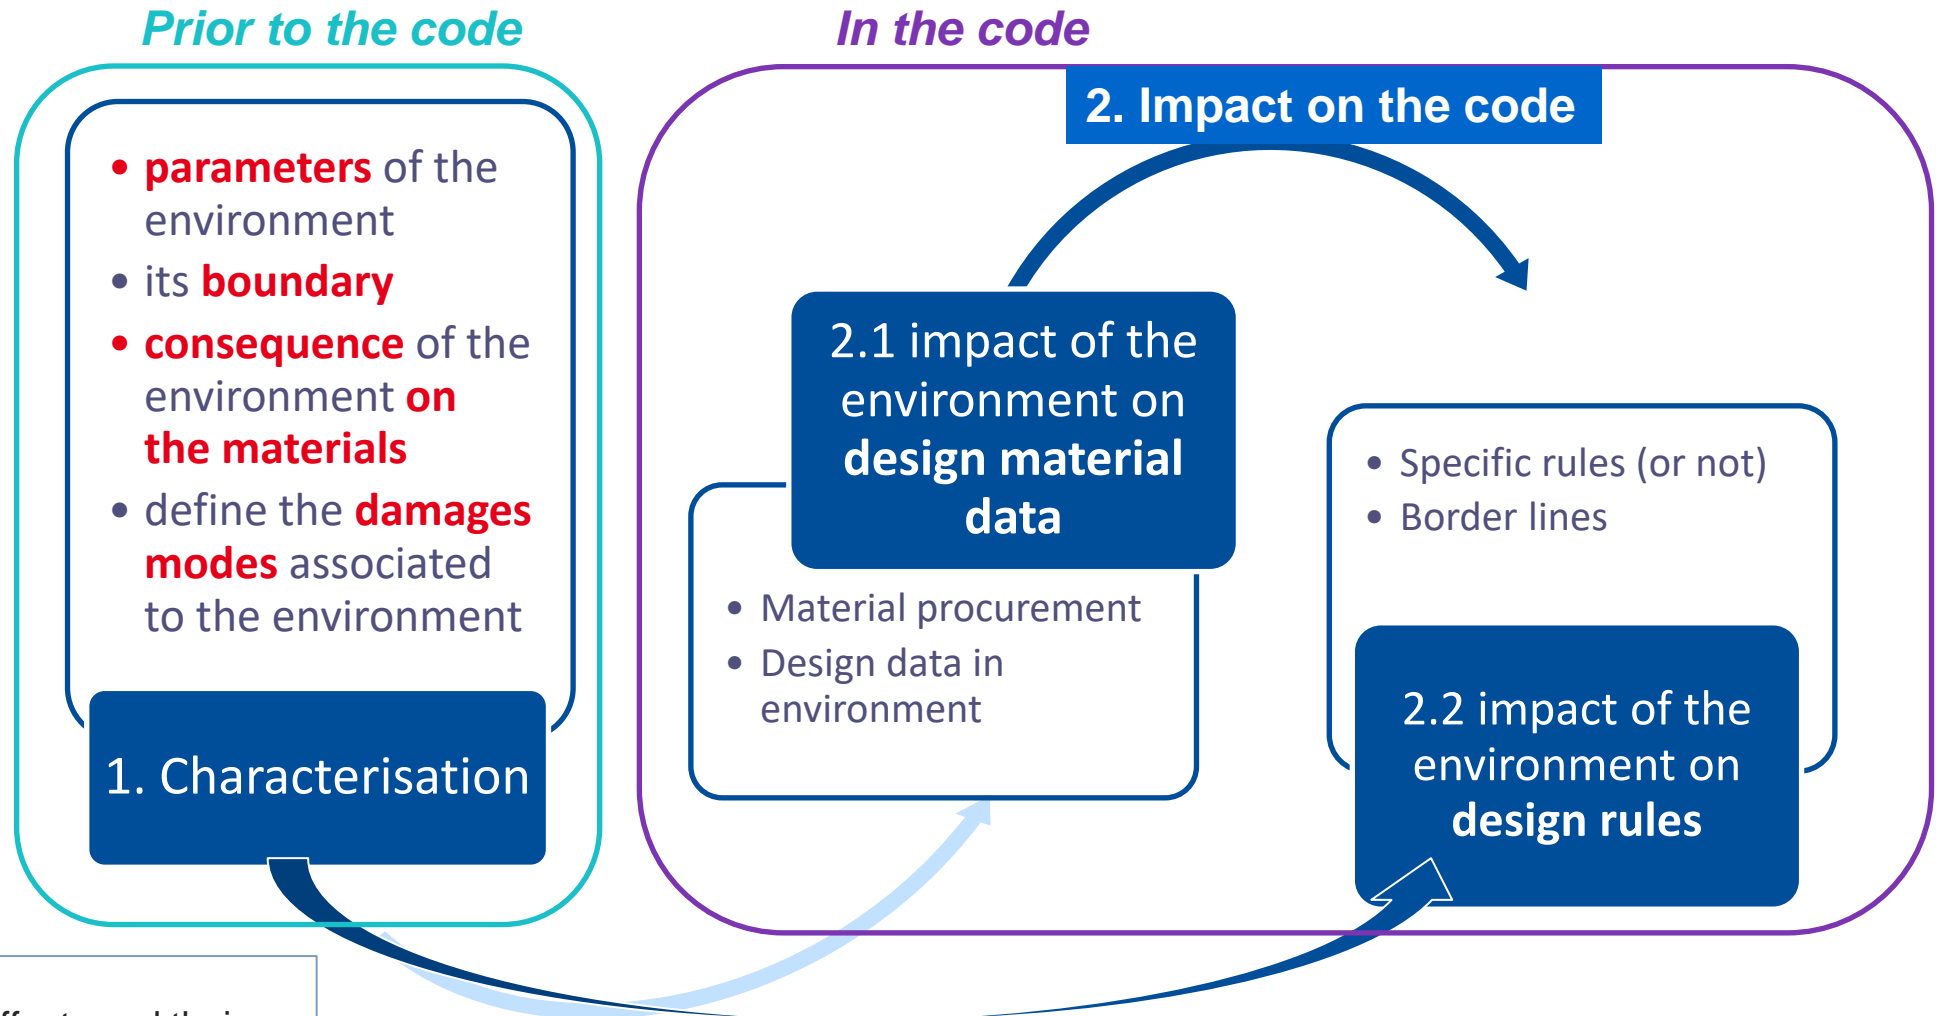 Prior to the code
• parameters of the
environment
• its boundary
• consequence of the
environment on
the materials
• define the damages
modes associated
to the environment
1. Characterisation
In the code
2. Impact on the code
2.1 impact of the
environment on
design material
data
• Material procurement
• Design data in
environment
• Specific rules (or not)
• Border lines
2.2 impact of the
environment on
design rules